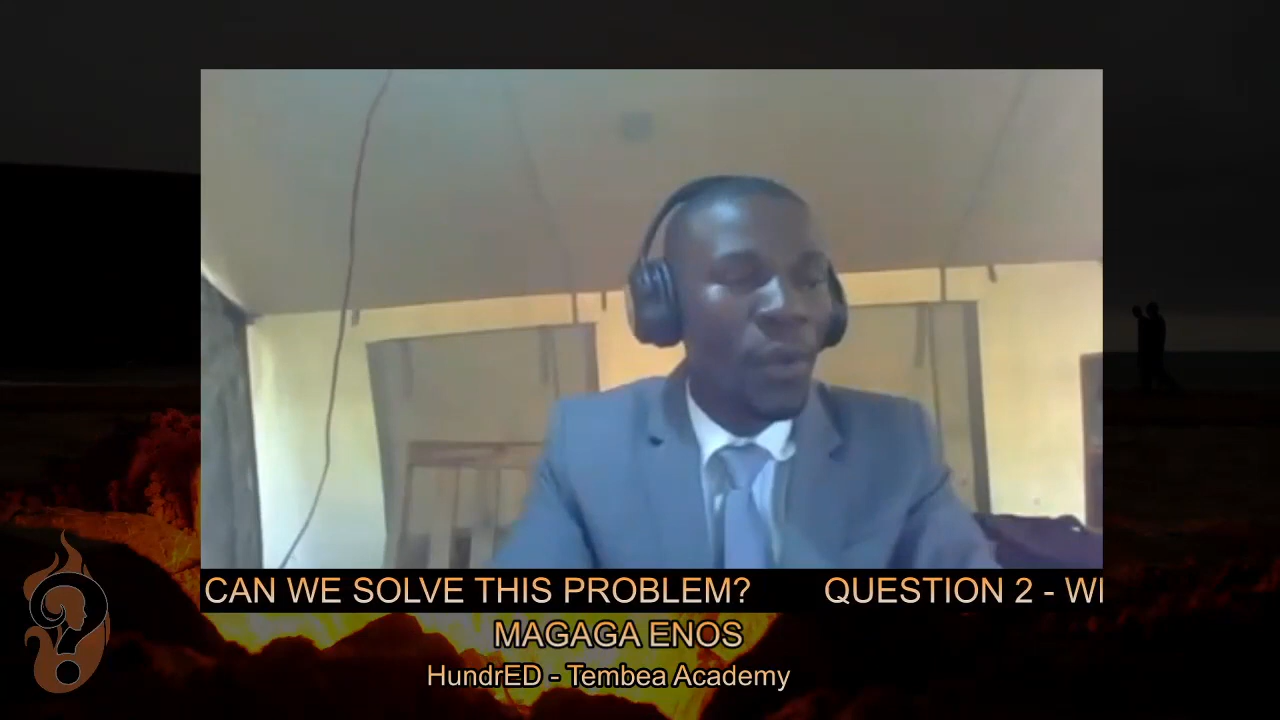 CAN WE SOLVE THIS PROBLEM? QUESTION 2 -
MAGAGA ENOS
HundrED - Tembea Academy